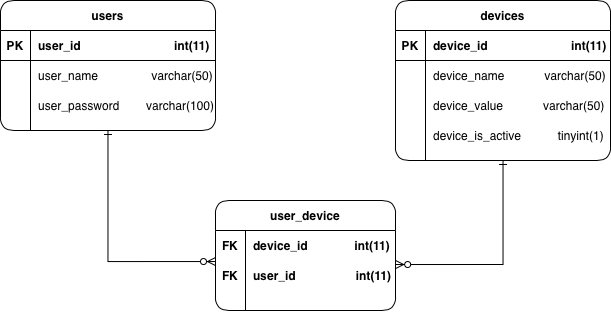 users
PK user_id int(11)
user_name varchar(50)
user_password varchar(100)
devices
PK device_id int(11)
device_name varchar(50)
device_value varchar(50)
device_is_active tinyint(1)
user_device
FK device_id int(11)
FK user_id int(11)